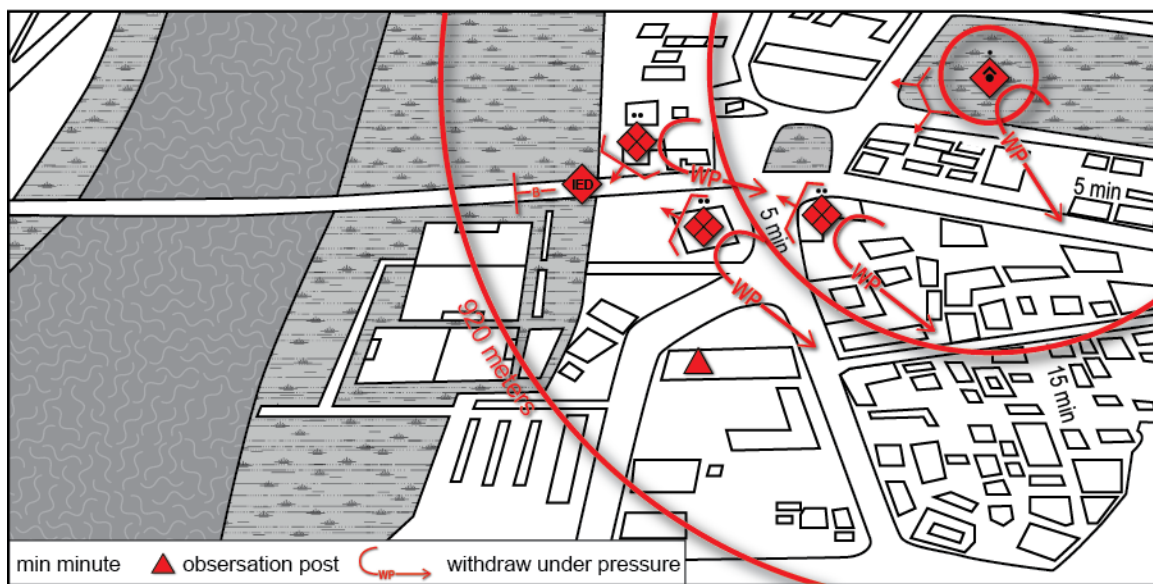 IED
B
WP
WP
WP
WP
5 min
5 min
920 meters
15 min
min minute
obsersation post
WP
withdraw under pressure